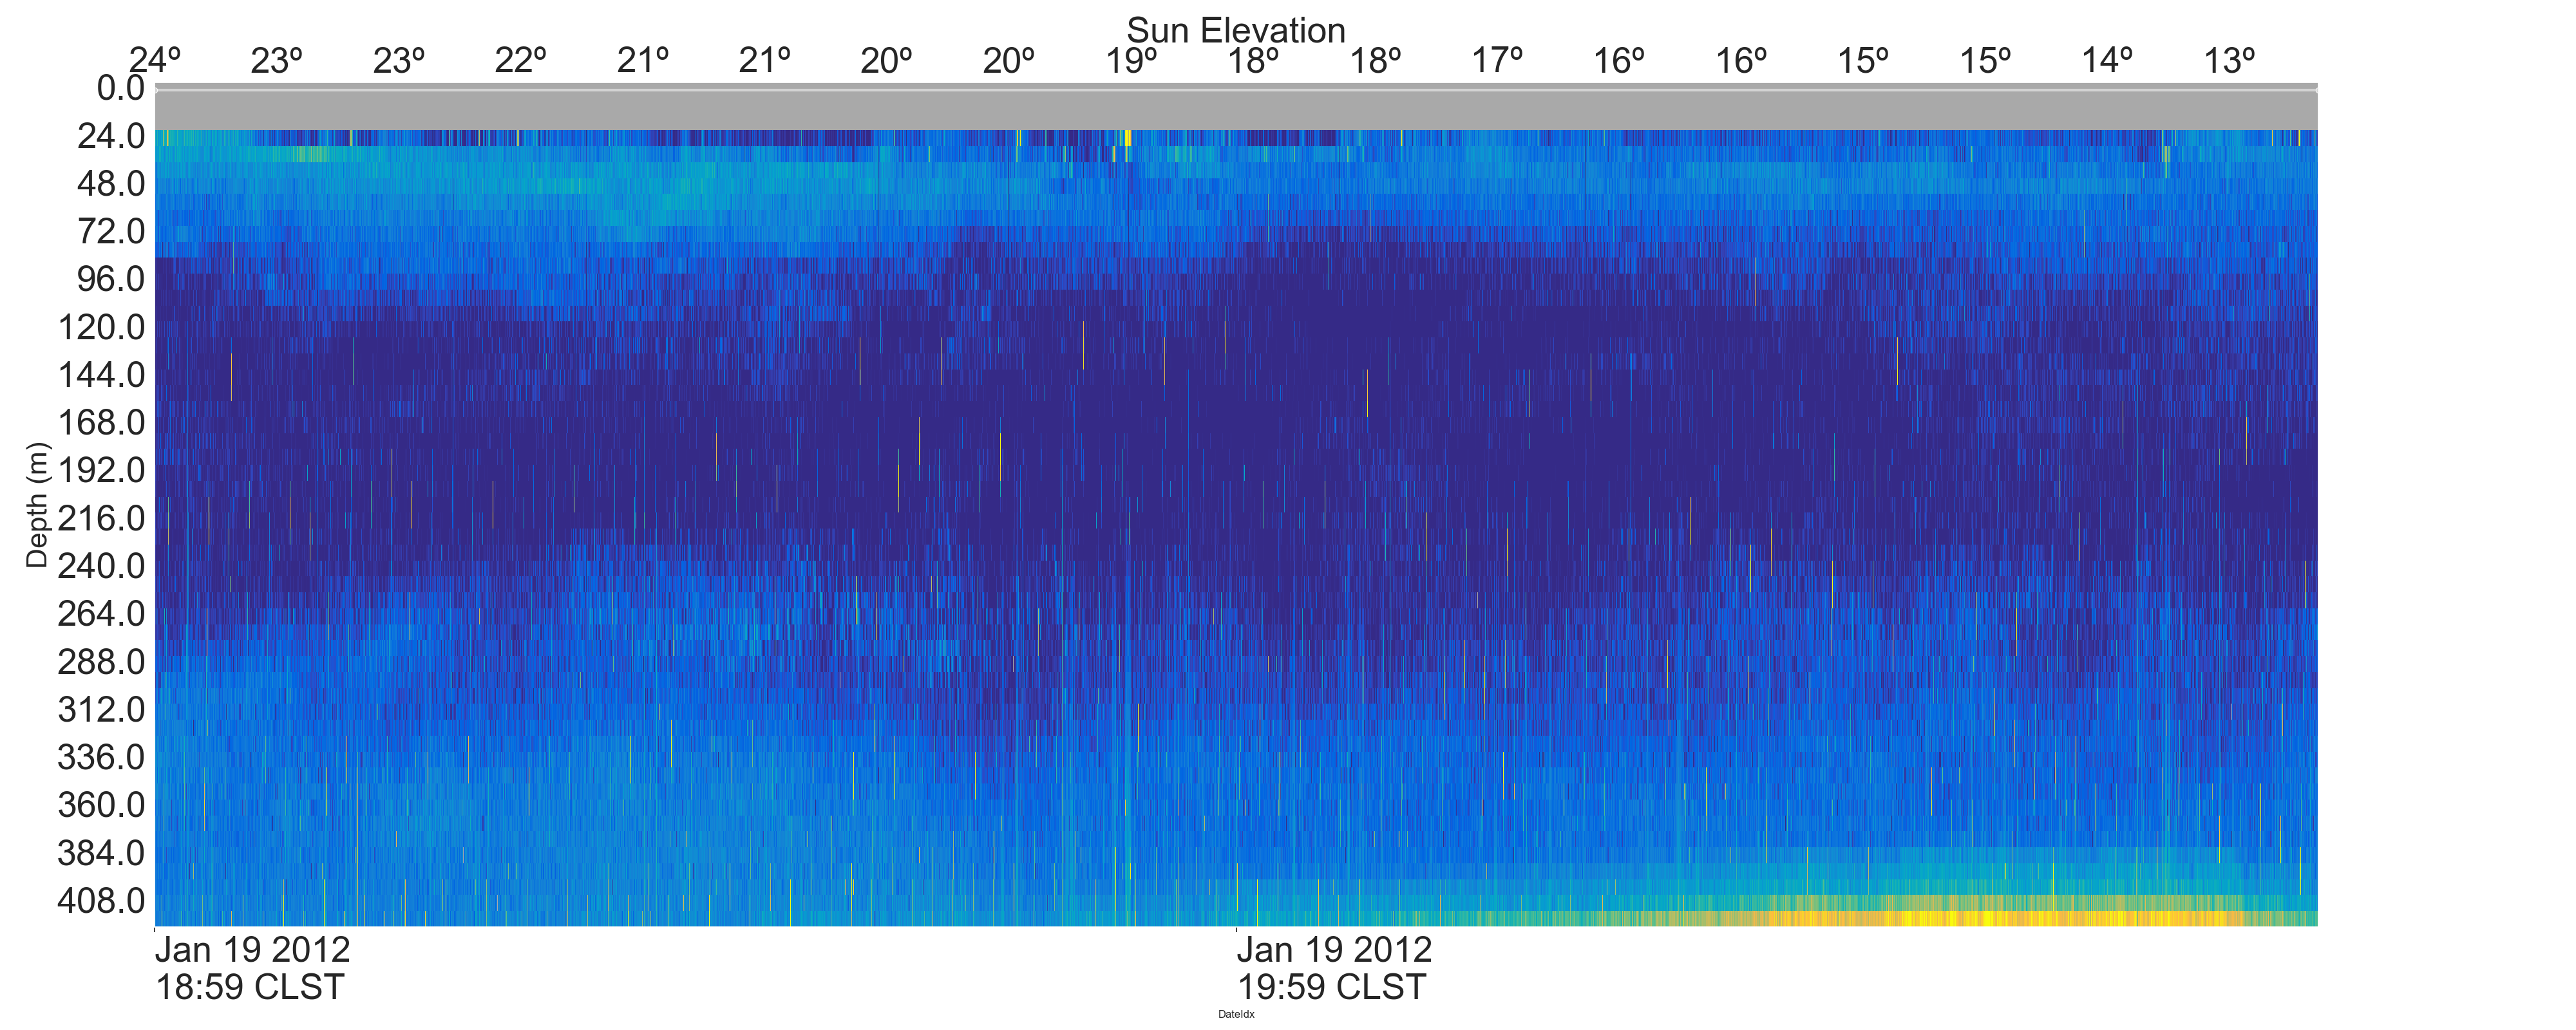 Sun Elevation
24º 23º 23º 22º 21º 21º 20º 20º 19º 18º 18º 17º 16º 16º 15º 15º 14º 13º
0.0
24.0
48.0
72.0
96.0
120.0
144.0
168.0
192.0
216.0
240.0
264.0
288.0
312.0
336.0
360.0
384.0
408.0
Depth (m)
Jan 19 2012
18:59 CLST
Jan 19 2012
19:59 CLST
DateIdx